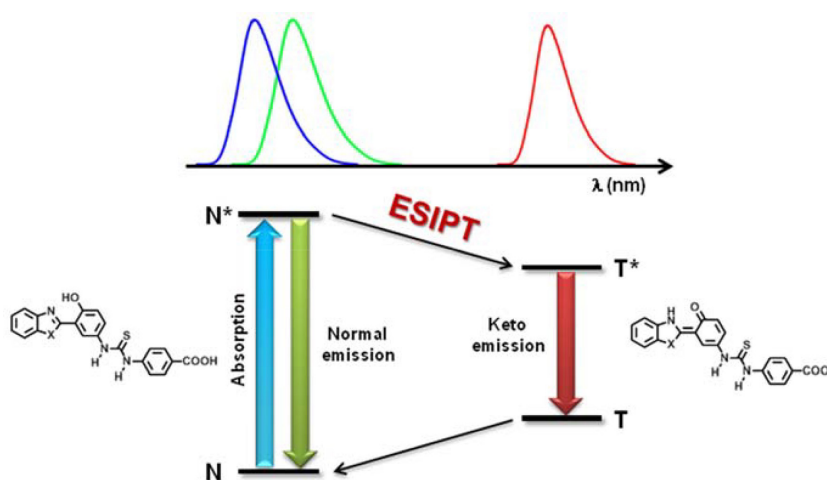 λ (nm)
N*
ESIPT
T*
Absorption
Normal
emission
Keto
emission
T
N
HO
N
X
N
H
S
N
H
COOH
H
N
O
X
N
H
S
N
H
COO